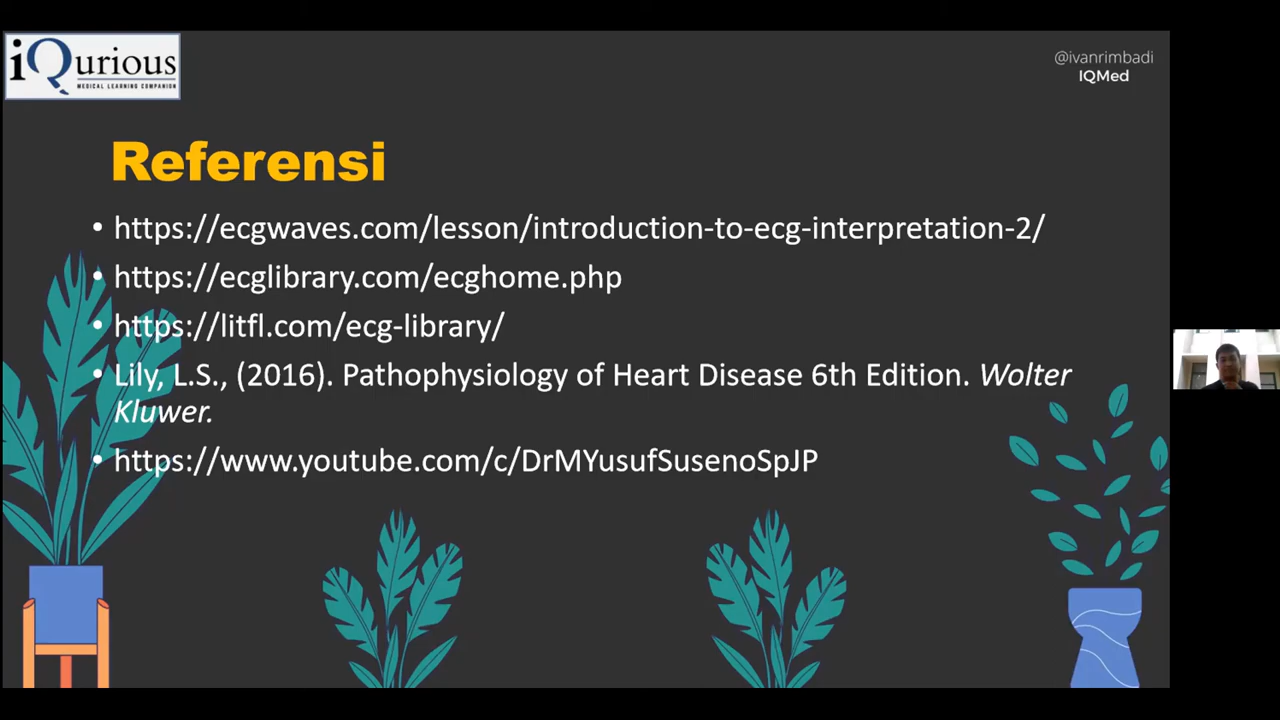 iQurious
MEDICAL LEARNING COMPANION
@ivanrimbadi
IQMed
Referensi
• https://ecgwaves.com/lesson/introduction-to-ecg-interpretation-2/
• https://ecglibrary.com/ecghome.php
• https://litfl.com/ecg-library/
• Lily, L.S., (2016). Pathophysiology of Heart Disease 6th Edition. Wolter
Kluwer.
• https://www.youtube.com/c/DrMYusufSusenoSpJP